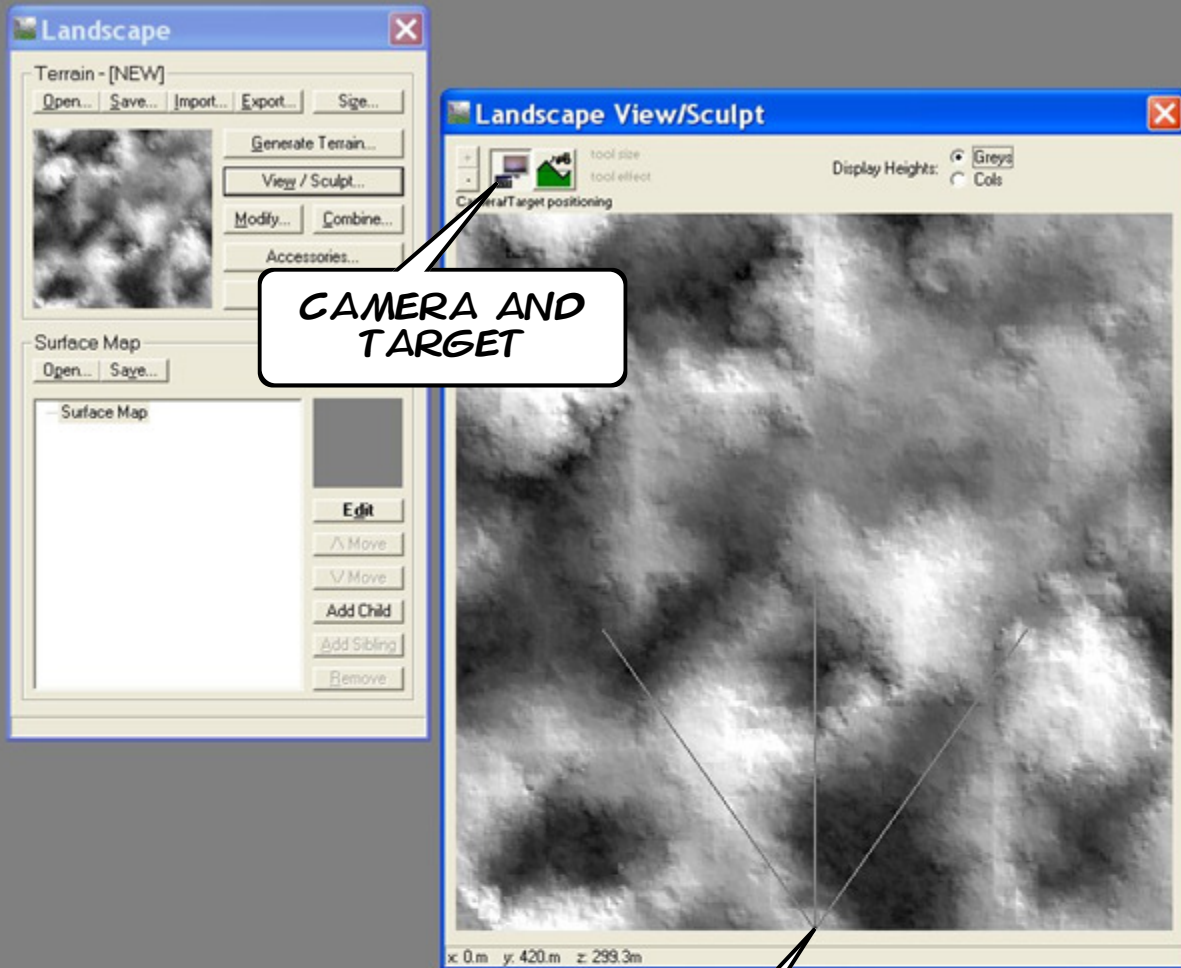 Landscape
Terrain - [NEW]
Open... Save... Import... Export... Size...
Generate Terrain...
View / Sculpt...
Modify... Combine...
Accessories...
Surface Map
Open... Save...
Surface Map
Edit
/\ Move
\/ Move
Add Child
Add Sibling
Remove
Landscape View/Sculpt
+
-
tool size
tool effect
Display Heights:
Greys
Cols
Camera/Target positioning
CAMERA AND
TARGET
x: 0.m y: 420.m z: 299.3m